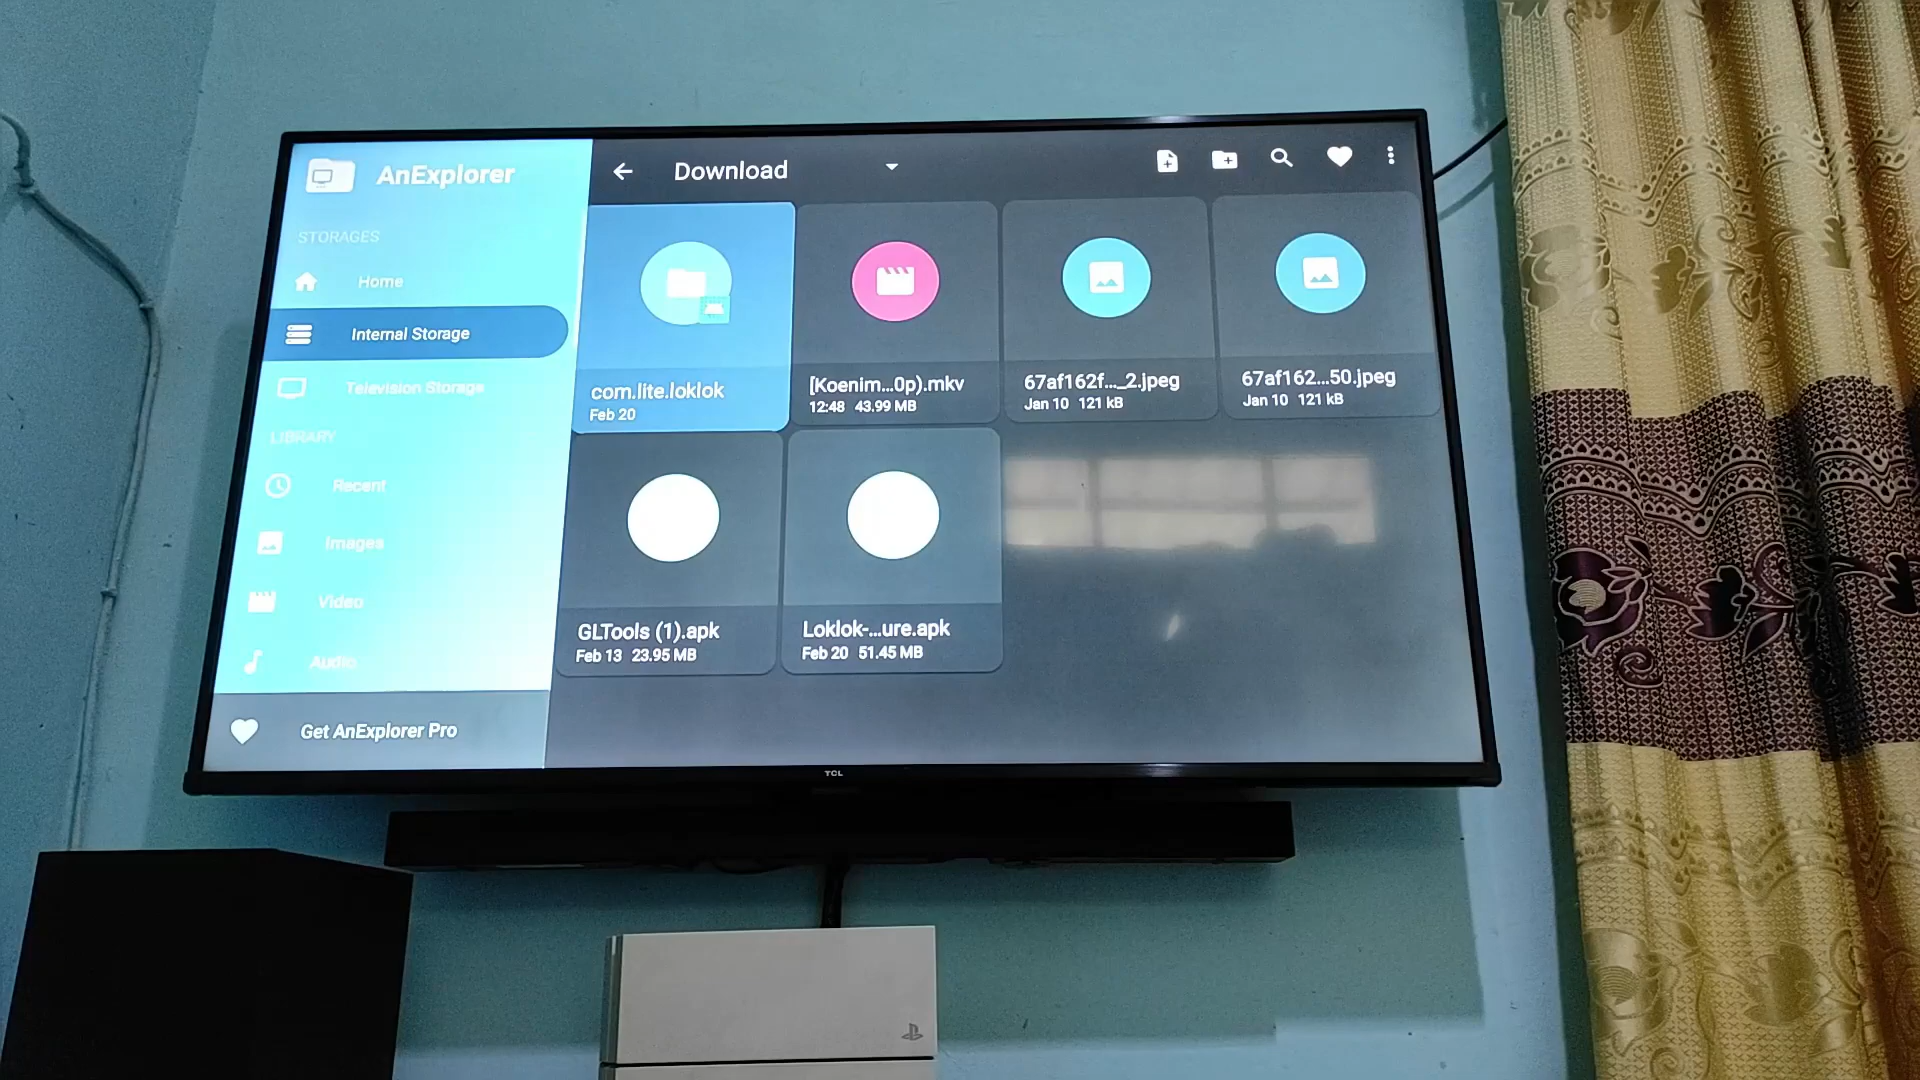 AnExplorer
STORAGES
Home
Internal Storage
Television Storage
LIBRARY
Recent
Images
Video
Audio
Get AnExplorer Pro
Download
com.lite.loklok
Feb 20
[Koenim...0p).mkv
12:48 43.99 MB
67af162f..._2.jpeg
Jan 10 121 kB
67af162...50.jpeg
Jan 10 121 kB
GLTools (1).apk
Feb 13 23.95 MB
Loklok-...ure.apk
Feb 20 51.45 MB
TCL